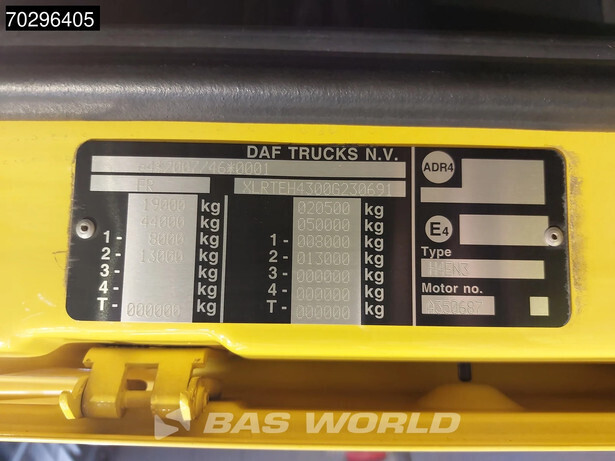 70296405
DAF TRUCKS N.V.
XLRTEH4300G230691
19000 kg 020500 kg
44000 kg 050000 kg
1- 8000 kg 1- 008000 kg
2- 13000 kg 2- 013000 kg
3- kg 3- 000000 kg
4- kg 4- 000000 kg
T- 000000 kg T- 000000 kg
ADR4
E4
Type
Motor no.
BAS WORLD